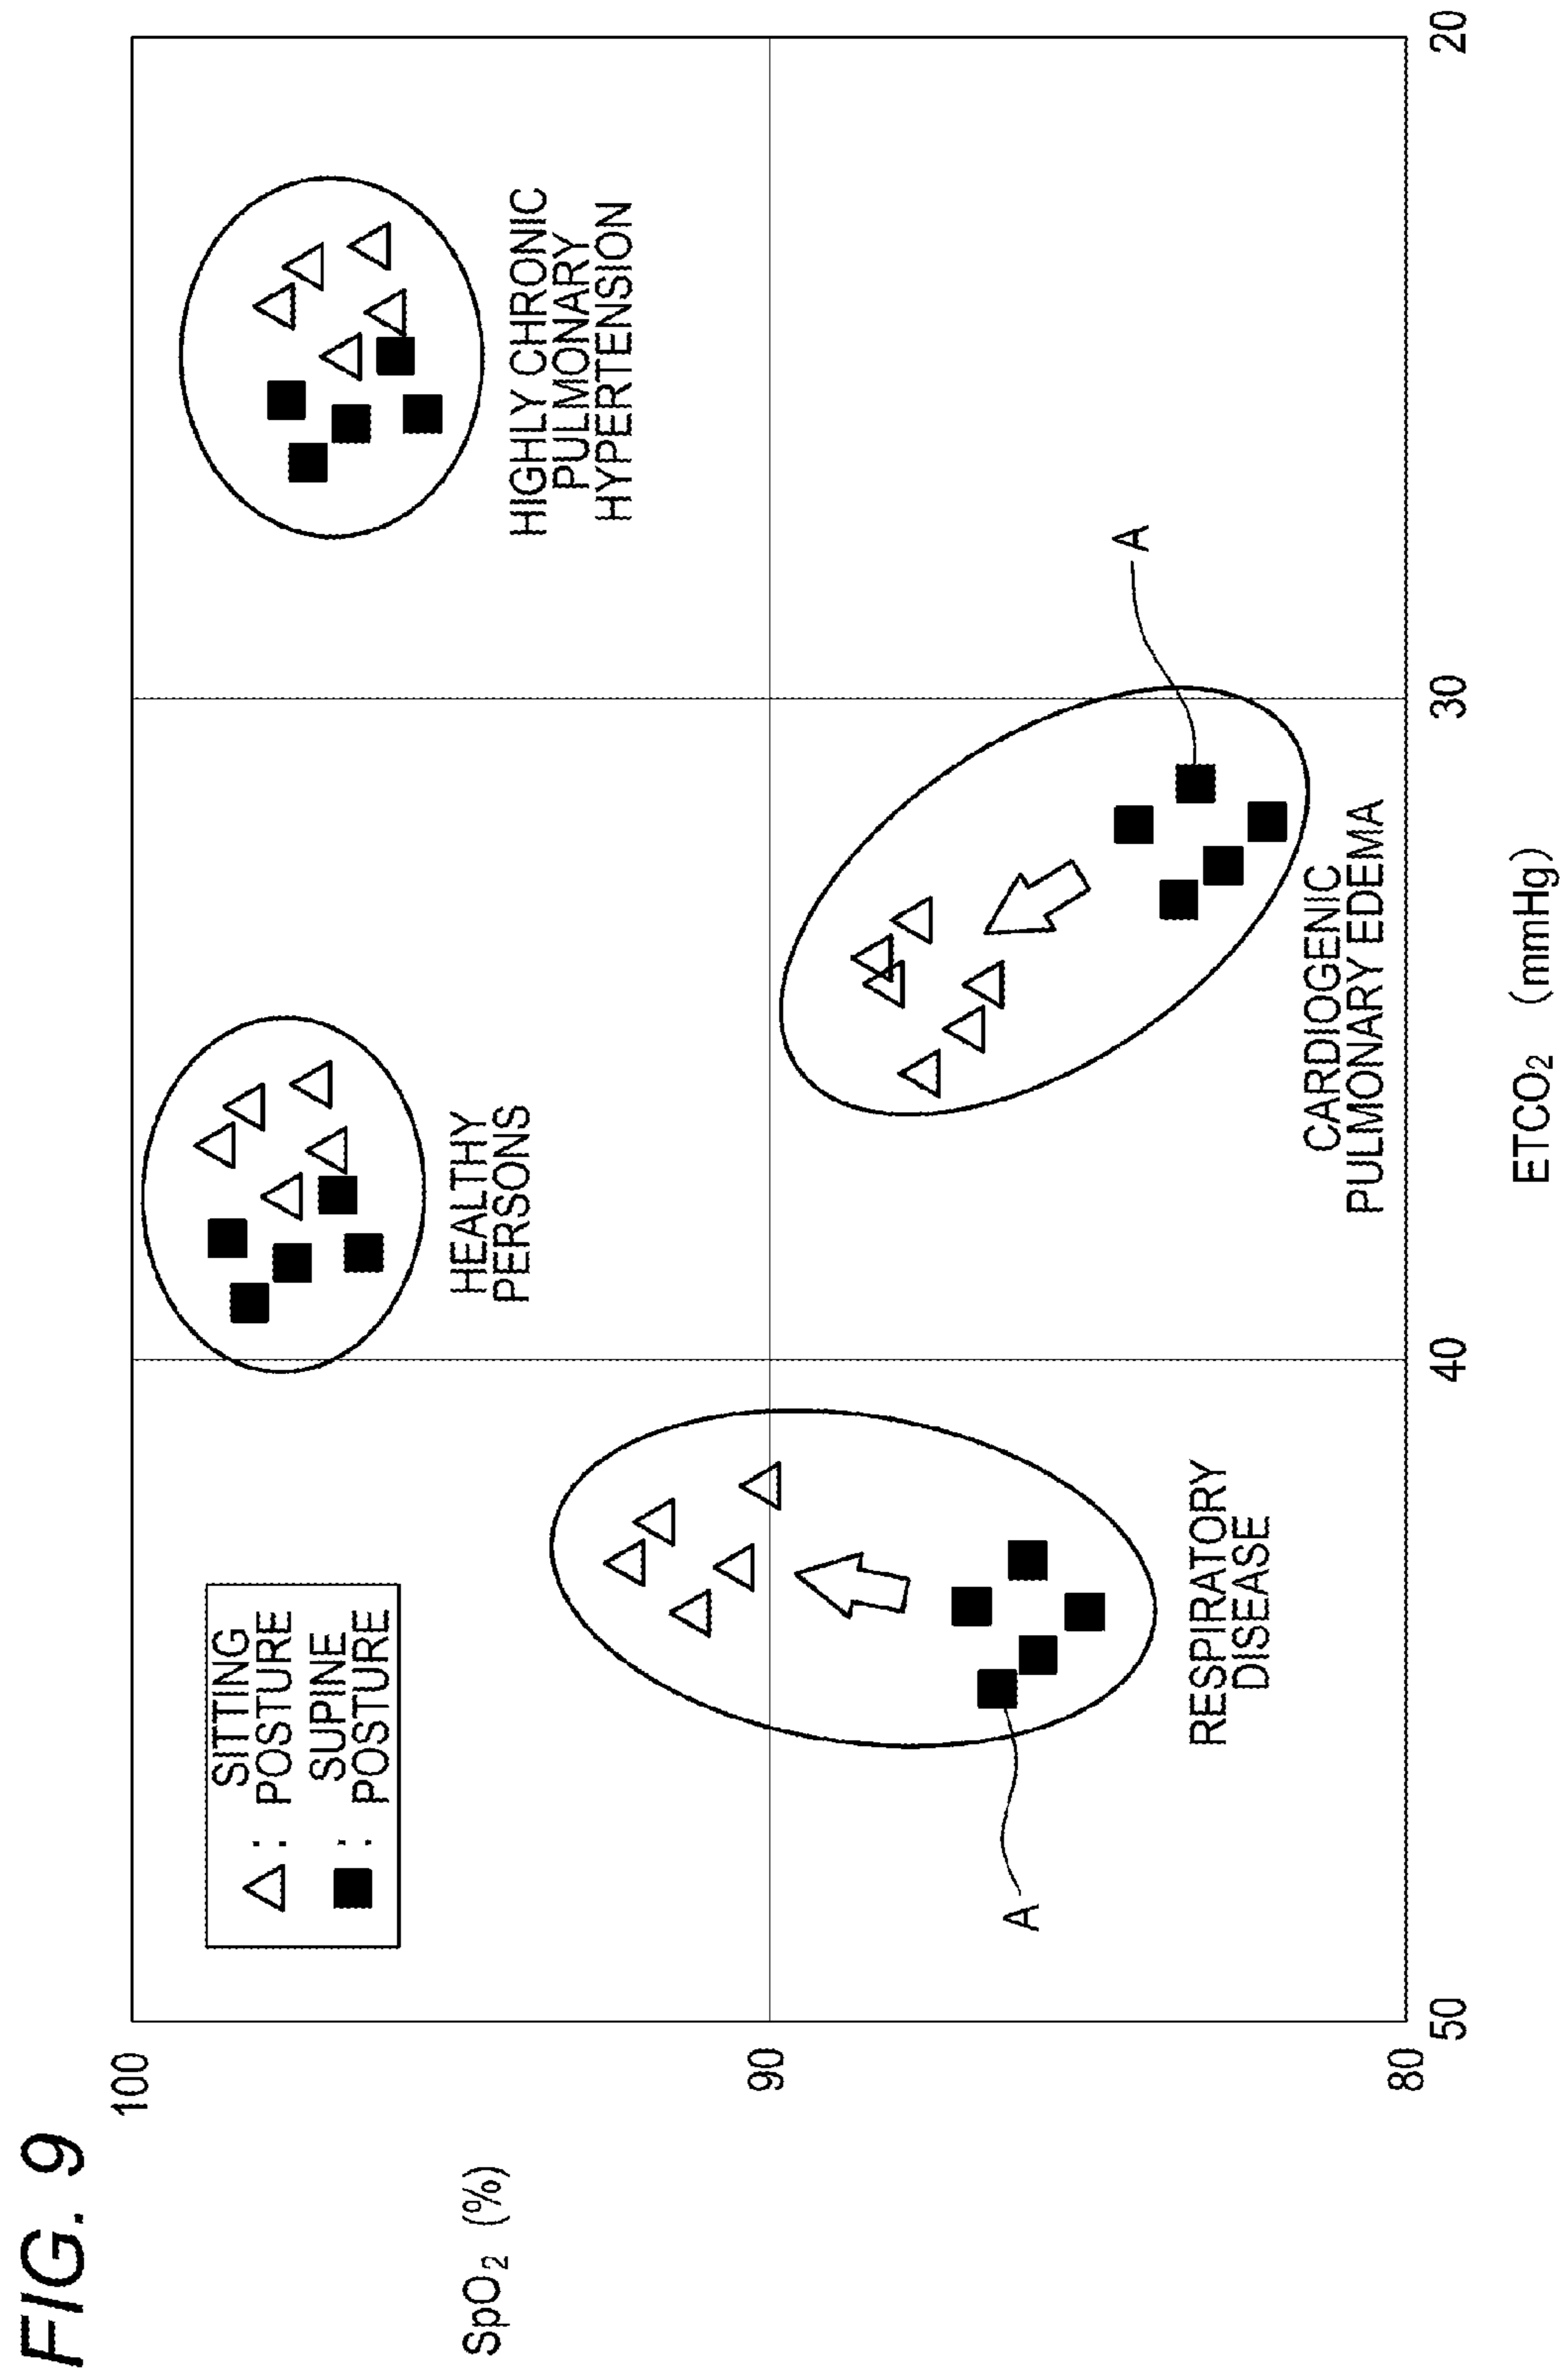 FIG. 9
SpO₂ (%)
100
90
80
△: SITTING
POSTURE
■: SUPINE
POSTURE
HEALTHY
PERSONS
HIGHLY CHRONIC
PULMONARY
HYPERTENSION
A
A
RESPIRATORY
DISEASE
CARDIOGENIC
PULMONARY EDEMA
50
40
30
20
ETCO₂ (mmHg)